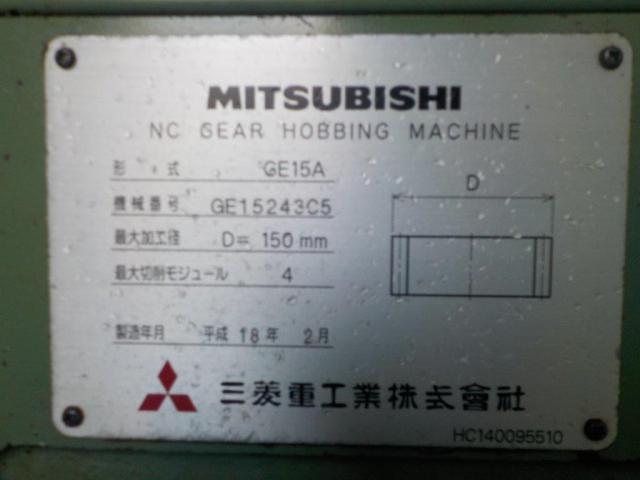 MITSUBISHI
NC GEAR HOBBING MACHINE
形式 GE15A
機械番号 GE15243C5
最大加工径 D= 150 mm
最大切削モジュール 4
製造年月 平成 18 年 2 月
D
三菱重工業株式會社
HC140095510